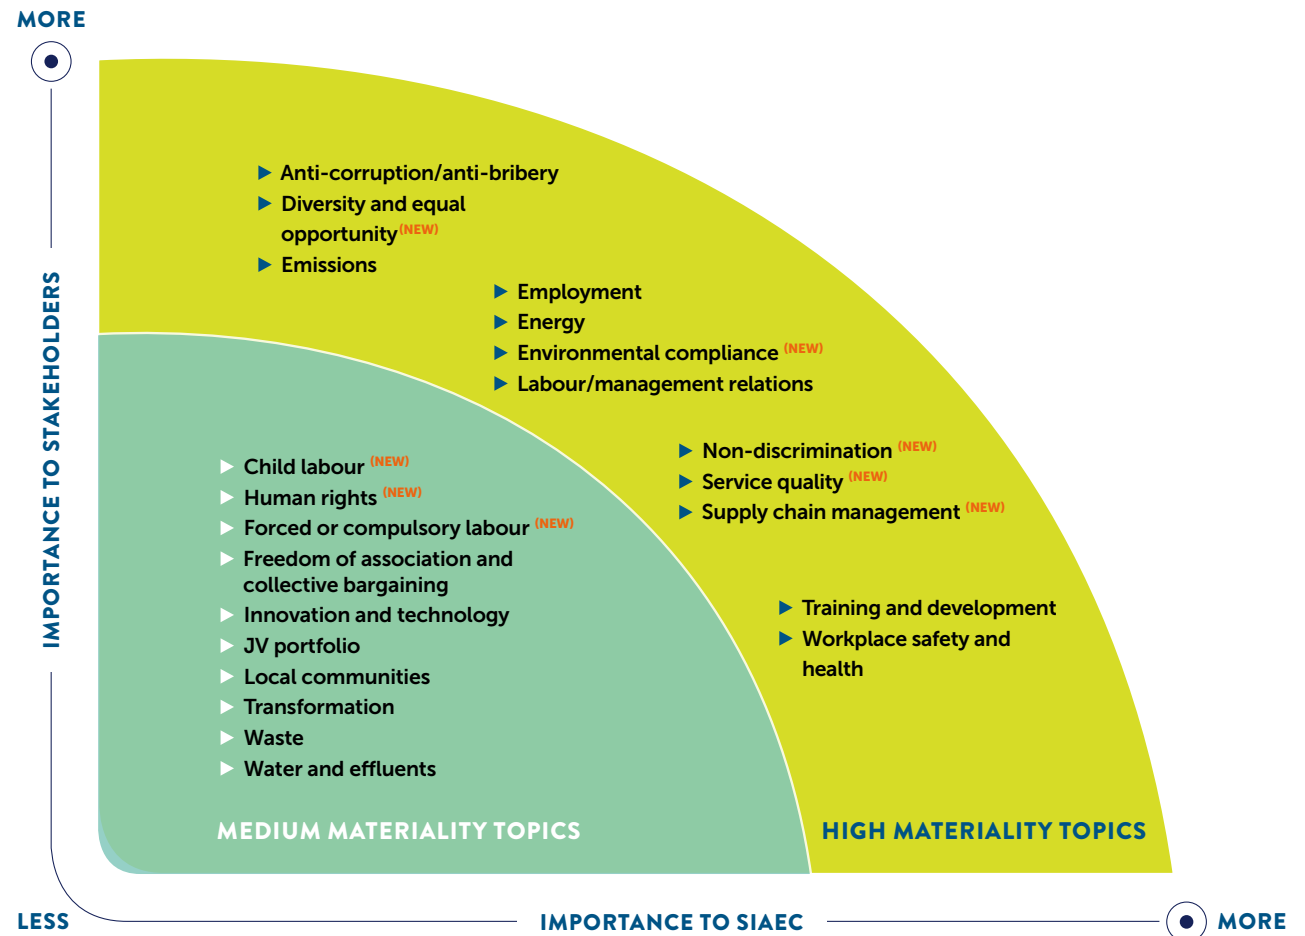 MORE
IMPORTANCE TO STAKEHOLDERS
Anti-corruption/anti-bribery
Diversity and equal
opportunity (NEW)
Emissions
Employment
Energy
Environmental compliance (NEW)
Labour/management relations
Non-discrimination (NEW)
Service quality (NEW)
Supply chain management (NEW)
Training and development
Workplace safety and
health
HIGH MATERIALITY TOPICS
Child labour (NEW)
Human rights (NEW)
Forced or compulsory labour (NEW)
Freedom of association and
collective bargaining
Innovation and technology
JV portfolio
Local communities
Transformation
Waste
Water and effluents
MEDIUM MATERIALITY TOPICS
LESS
IMPORTANCE TO SIAEC
MORE